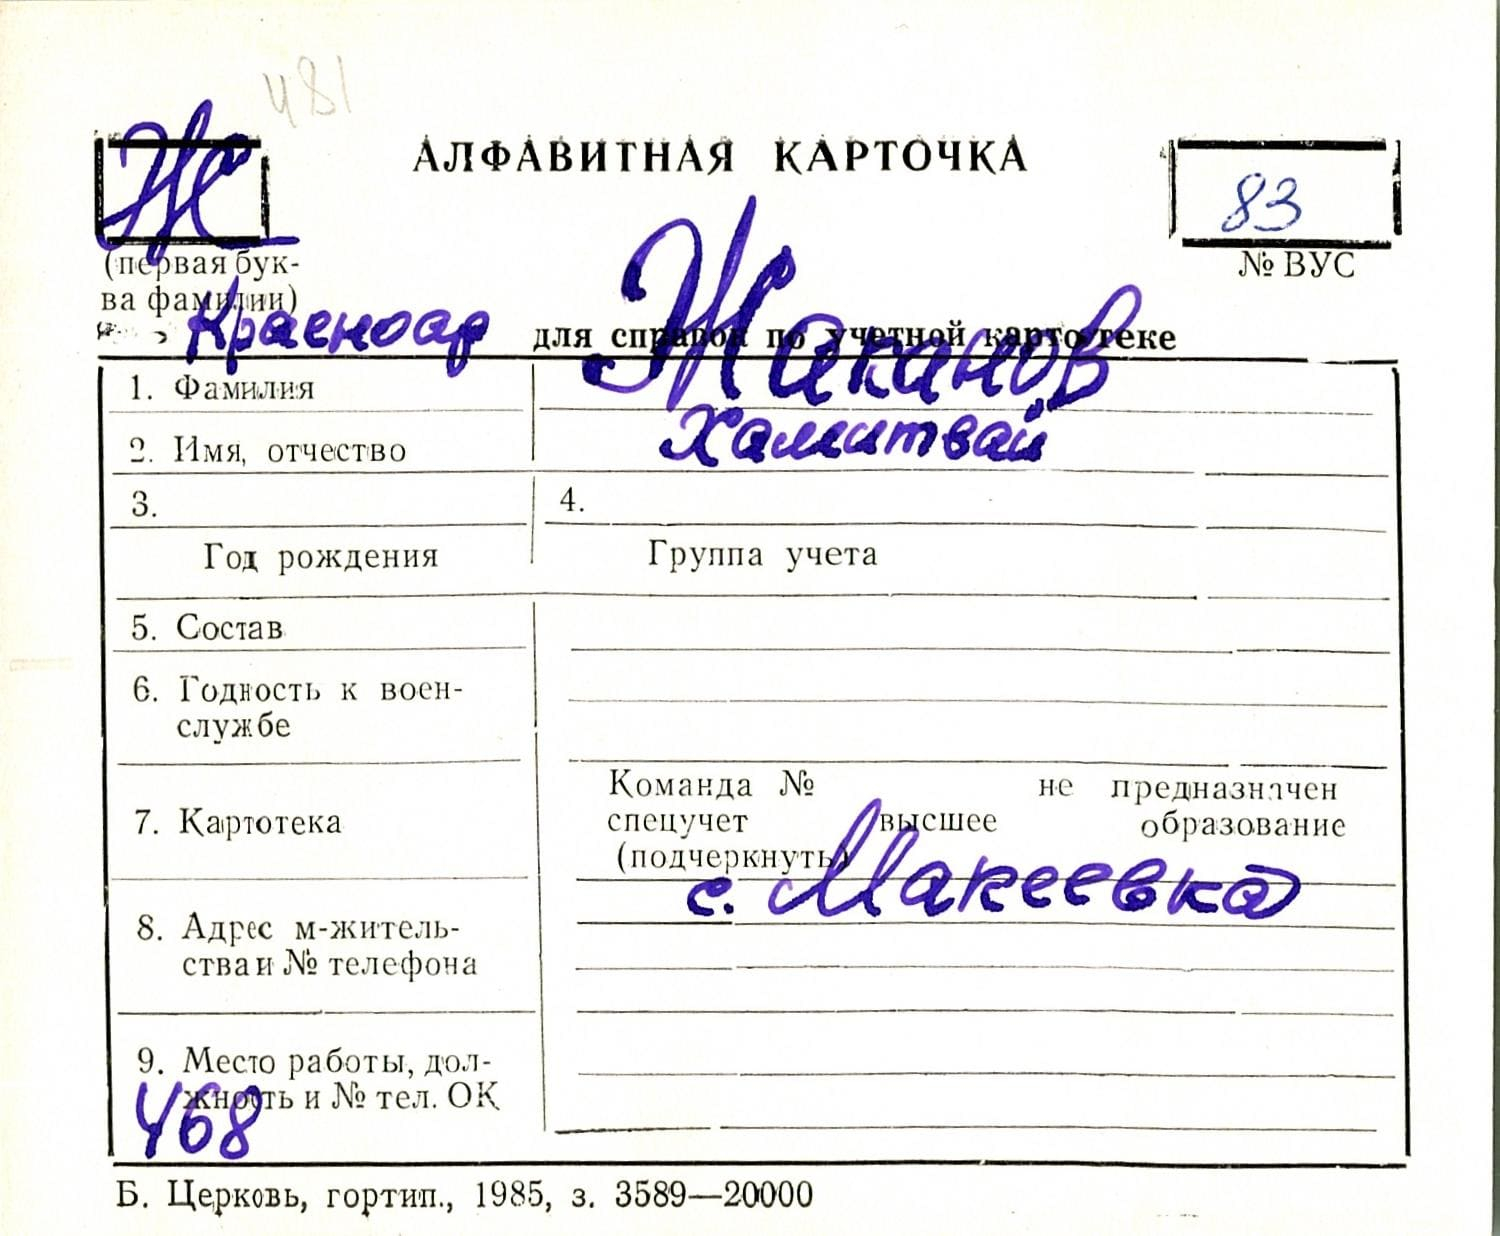 481
Ж
АЛФАВИТНАЯ КАРТОЧКА
83
(первая бук-
ва фамилии)
№ ВУС
Красноар
для справок по учетной картотеке
1. Фамилия
Жаканов
2. Имя, отчество
Хамитвай
3.
4.
Год рождения
Группа учета
5. Состав
6. Годность к воен-
службе
7. Картотека
Команда № не предназначен
спецучет высшее образование
(подчеркнуть)
8. Адрес м-житель-
ства и № телефона
с. Макеевка
9. Место работы, дол-
жность и № тел. ОК
468
Б. Церковь, гортип., 1985, з. 3589—20000